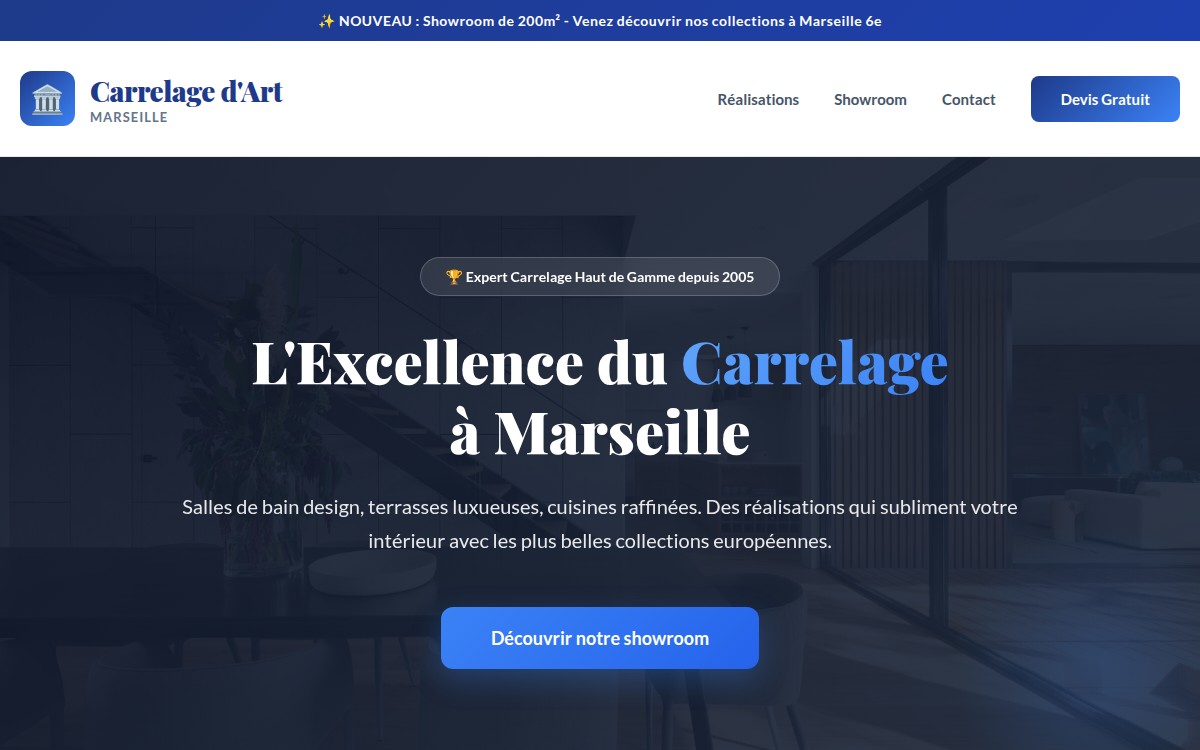 ✨ NOUVEAU : Showroom de 200m² - Venez découvrir nos collections à Marseille 6e
Carrelage d'Art
MARSEILLE
Réalisations
Showroom
Contact
Devis Gratuit
🏆 Expert Carrelage Haut de Gamme depuis 2005
L'Excellence du Carrelage
à Marseille
Salles de bain design, terrasses luxueuses, cuisines raffinées. Des réalisations qui subliment votre
intérieur avec les plus belles collections européennes.
Découvrir notre showroom